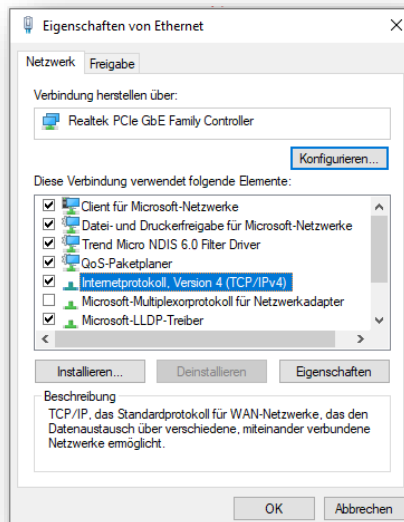 Eigenschaften von Ethernet
Netzwerk
Freigabe
Verbindung herstellen über:
Realtek PCIe GbE Family Controller
Konfigurieren...
Diese Verbindung verwendet folgende Elemente:
Client für Microsoft-Netzwerke
Datei- und Druckerfreigabe für Microsoft-Netzwerke
Trend Micro NDIS 6.0 Filter Driver
QoS-Paketplaner
Internetprotokoll, Version 4 (TCP/IPv4)
Microsoft-Multiplexorprotokoll für Netzwerkadapter
Microsoft-LLDP-Treiber
Installieren...
Deinstallieren
Eigenschaften
Beschreibung
TCP/IP, das Standardprotokoll für WAN-Netzwerke, das den
Datenaustausch über verschiedene, miteinander verbundene
Netzwerke ermöglicht.
OK
Abbrechen